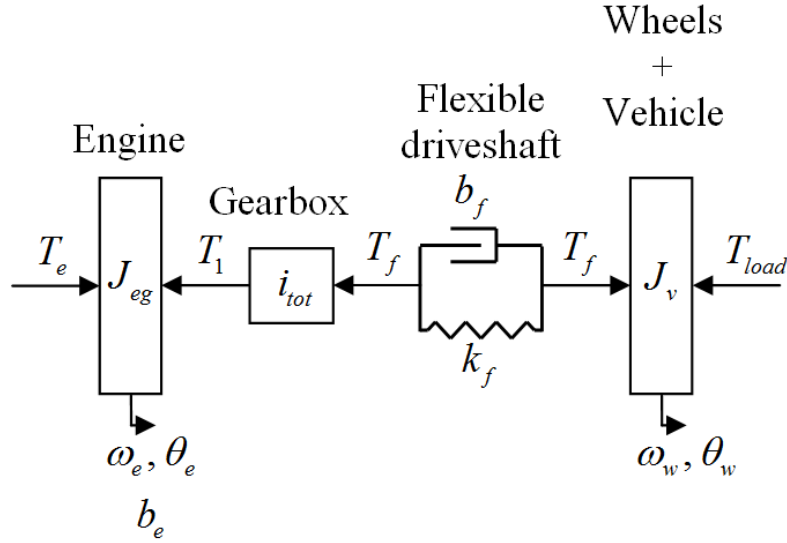 Wheels
+
Vehicle
Flexible
driveshaft
Engine
Gearbox
b_f
T_e
J_eg
T_1
i_tot
T_f
T_f
J_v
T_load
k_f
ω_e, θ_e
ω_w, θ_w
b_e